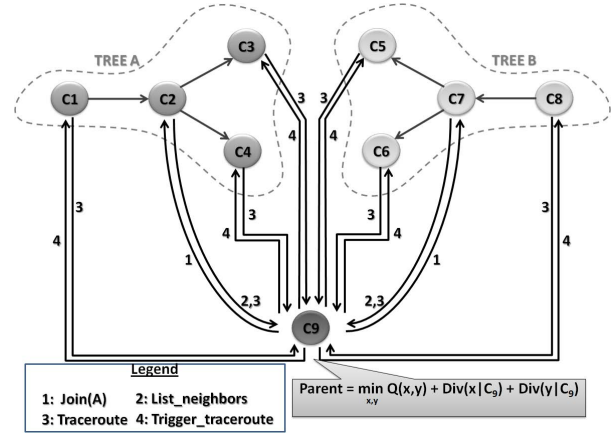 TREE A
TREE B
C3
C5
C1
C2
C7
C8
C4
C6
3
4
3
4
3
4
3
4
3
4
3
4
1
1
2,3
2,3
C9
Legend
1: Join(A) 2: List_neighbors
3: Traceroute 4: Trigger_traceroute
Parent = min Q(x,y) + Div(x|C₉) + Div(y|C₉)
x,y